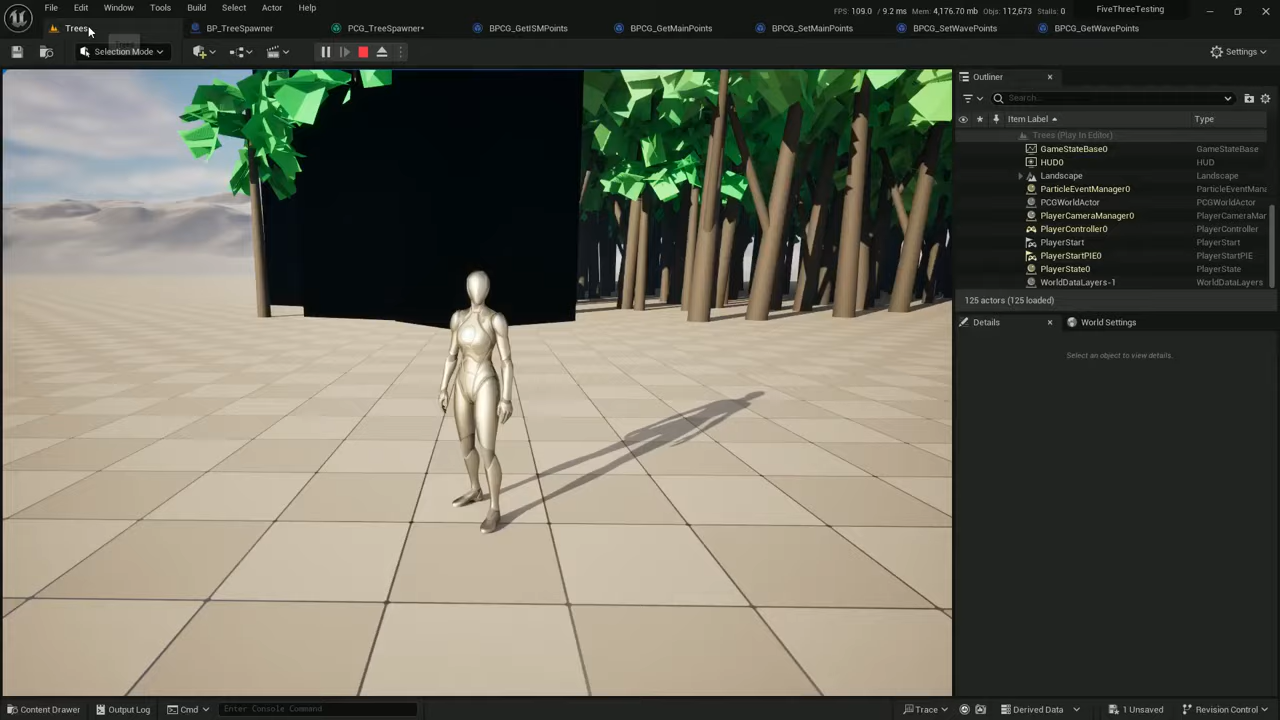 File Edit Window Tools Build Select Actor Help
FPS: 109.0 / 9.2 ms Mem: 4,176.70 mb Objs: 112,673 Stalls: 0
FiveThreeTesting
Trees
BP_TreeSpawner
PCG_TreeSpawner*
BPCG_GetISMPoints
BPCG_GetMainPoints
BPCG_SetMainPoints
BPCG_SetWavePoints
BPCG_GetWavePoints
Selection Mode
Settings
Outliner
Search...
Item Label Type
Trees (Play In Editor)
GameStateBase0 GameStateBase
HUD0 HUD
Landscape Landscape
ParticleEventManager0 ParticleEventManu
PCGWorldActor PCGWorldActor
PlayerCameraManager0 PlayerCameraMar
PlayerController0 PlayerController
PlayerStart PlayerStart
PlayerStartPIE0 PlayerStartPIE
PlayerState0 PlayerState
WorldDataLayers-1 WorldDataLayers
125 actors (125 loaded)
Details
World Settings
Select an object to view details.
Content Drawer
Output Log
Cmd
Enter Console Command
Trace
Derived Data
1 Unsaved
Revision Control